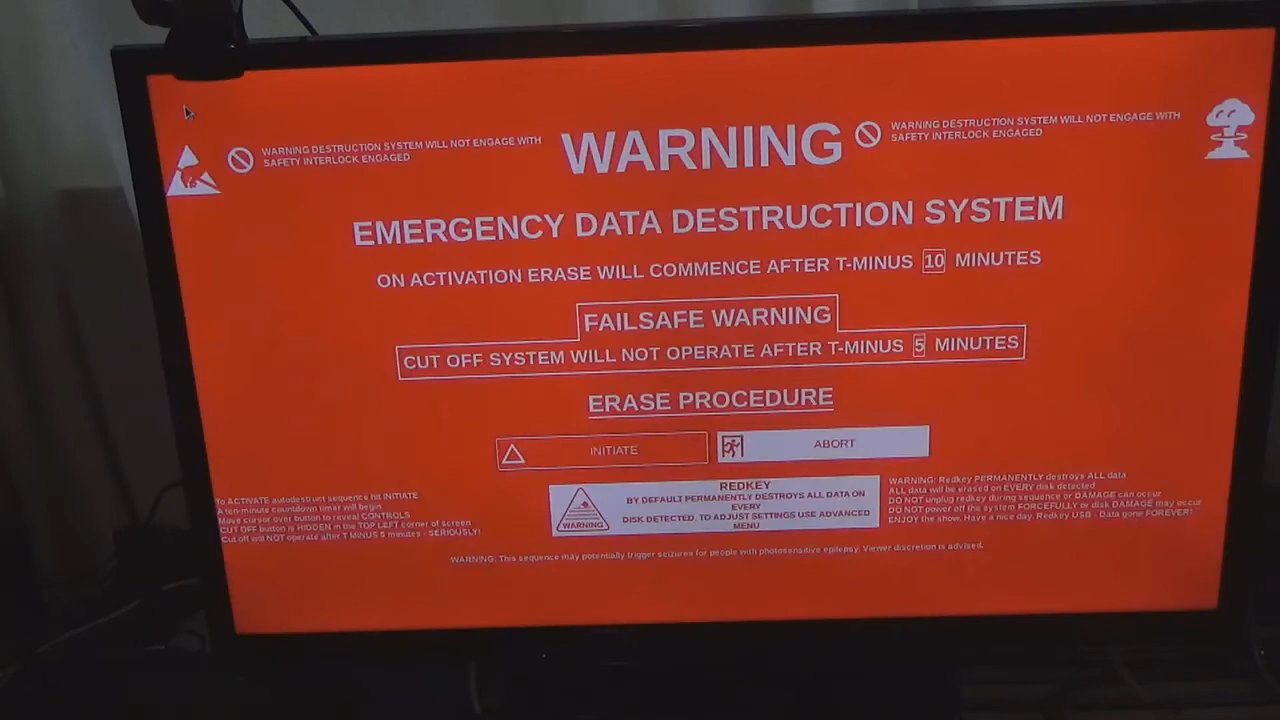 WARNING DESTRUCTION SYSTEM WILL NOT ENGAGE WITH
SAFETY INTERLOCK ENGAGED
WARNING
WARNING DESTRUCTION SYSTEM WILL NOT ENGAGE WITH
SAFETY INTERLOCK ENGAGED
EMERGENCY DATA DESTRUCTION SYSTEM
ON ACTIVATION ERASE WILL COMMENCE AFTER T-MINUS 10 MINUTES
FAILSAFE WARNING
CUT OFF SYSTEM WILL NOT OPERATE AFTER T-MINUS 5 MINUTES
ERASE PROCEDURE
INITIATE
ABORT
To ACTIVATE autodestruct sequence hit INITIATE
A ten-minute countdown timer will begin
Move cursor over button to reveal CONTROLS
CUT OFF button is HIDDEN in the TOP LEFT corner of screen
Cut off will NOT operate after T MINUS 5 minutes - SERIOUSLY!
WARNING
REDKEY
BY DEFAULT PERMANENTLY DESTROYS ALL DATA ON
EVERY
DISK DETECTED. TO ADJUST SETTINGS USE ADVANCED
MENU
WARNING: Redkey PERMANENTLY destroys ALL data
ALL data will be erased on EVERY disk detected
DO NOT unplug redkey during sequence or DAMAGE can occur
DO NOT power off the system FORCEFULLY or disk DAMAGE may occur
ENJOY the show. Have a nice day. Redkey USB - Data gone FOREVER!
WARNING: This sequence may potentially trigger seizures for people with photosensitive epilepsy. Viewer discretion is advised.